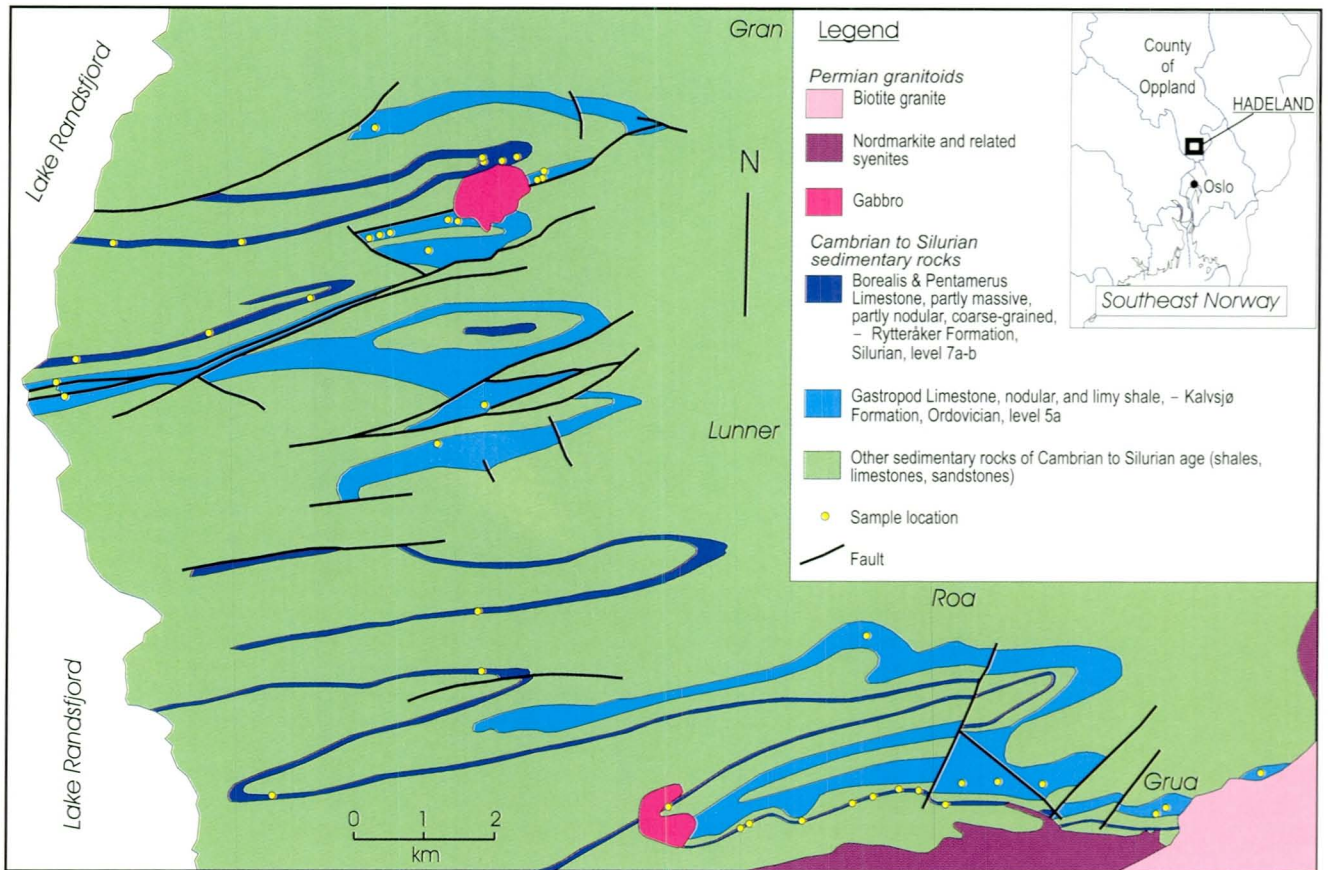 Gran
Lake Randsfjord
N
Lunner
Roa
Grua
Lake Randsfjord
0 1 2
km
Legend
Permian granitoids
Biotite granite
Nordmarkite and related
syenites
Gabbro
Cambrian to Silurian
sedimentary rocks
Borealis & Pentamerus
Limestone, partly massive,
partly nodular, coarse-grained,
– Rytteråker Formation,
Silurian, level 7a-b
Gastropod Limestone, nodular, and limy shale, – Kalvsjø
Formation, Ordovician, level 5a
Other sedimentary rocks of Cambrian to Silurian age (shales,
limestones, sandstones)
Sample location
Fault
County
of
Oppland
HADELAND
Oslo
Southeast Norway